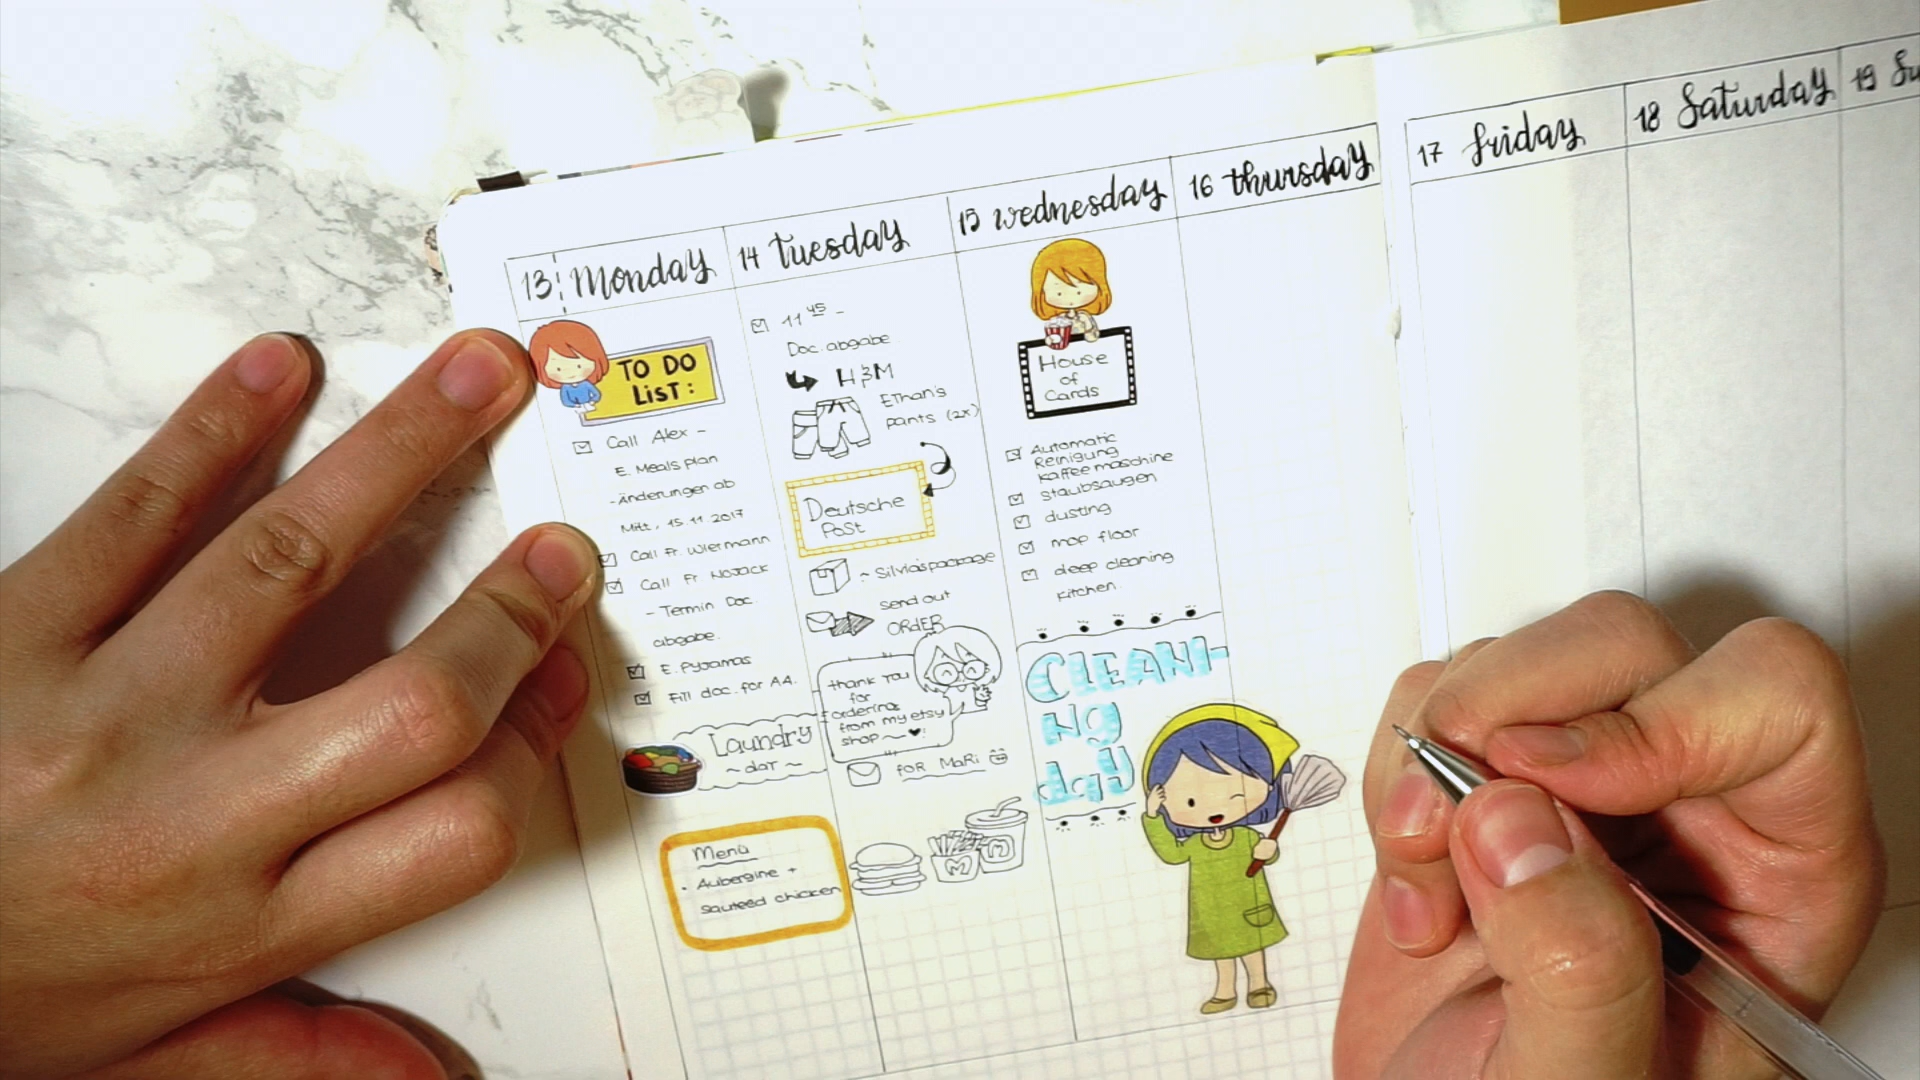 13 Monday
TO DO
LIST:
Call Alex -
E. Meals plan
-änderungen ab
Mitt, 15.11.2017
Call Fr. Wiermann
Call Fr Nojack
- Termin Doc.
abgabe.
E. Pyjamas
Fill doc. for A4.
Laundry
~ day ~
Menü
- Aubergine +
sauteed chicken
14 Tuesday
11 45 -
Doc. abgabe
H&M
Ethan's
pants (2x)
Deutsche
Post
~ Silvia's package
send out
ORDER
thank you
for
ordering
from my etsy
shop ~
FOR MARI
M
M
15 Wednesday
House
of
Cards
Automatic
Reinigung
Kaffeemaschine
staubsaugen
dusting
mop floor
deep cleaning
kitchen.
CLEANI-
NG
day
16 thursday
17 friday
18 Saturday
19 Su